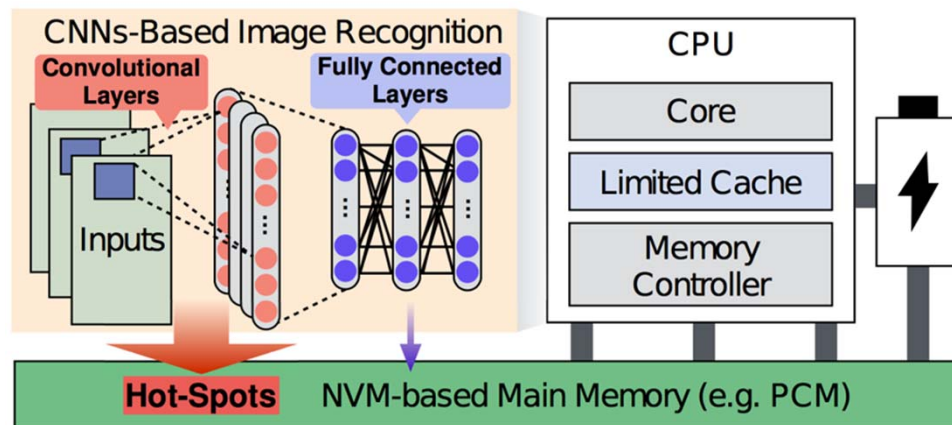 CNNs-Based Image Recognition
Convolutional
Layers
Fully Connected
Layers
Inputs
...
...
...
...
...
CPU
Core
Limited Cache
Memory
Controller
Hot-Spots
NVM-based Main Memory (e.g. PCM)